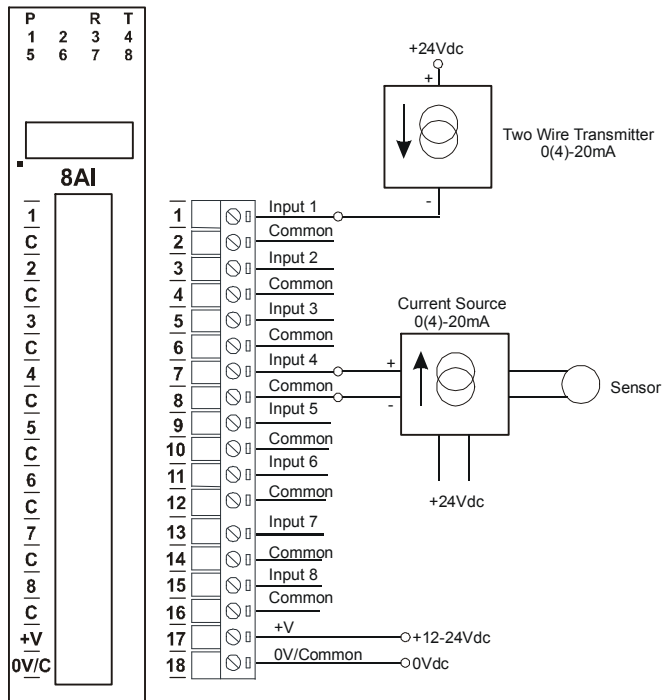 P R T
1 2 3 4
5 6 7 8
8AI
1
C
2
C
3
C
4
C
5
C
6
C
7
C
8
C
+V
0V/C
1 Input 1
2 Common
3 Input 2
4 Common
5 Input 3
6 Common
7 Input 4
8 Common
9 Input 5
10 Common
11 Input 6
12 Common
13 Input 7
14 Common
15 Input 8
16 Common
17 +V +12-24Vdc
18 0V/Common 0Vdc
+24Vdc
+
Two Wire Transmitter
0(4)-20mA
-
Current Source
0(4)-20mA
+
-
Sensor
+24Vdc